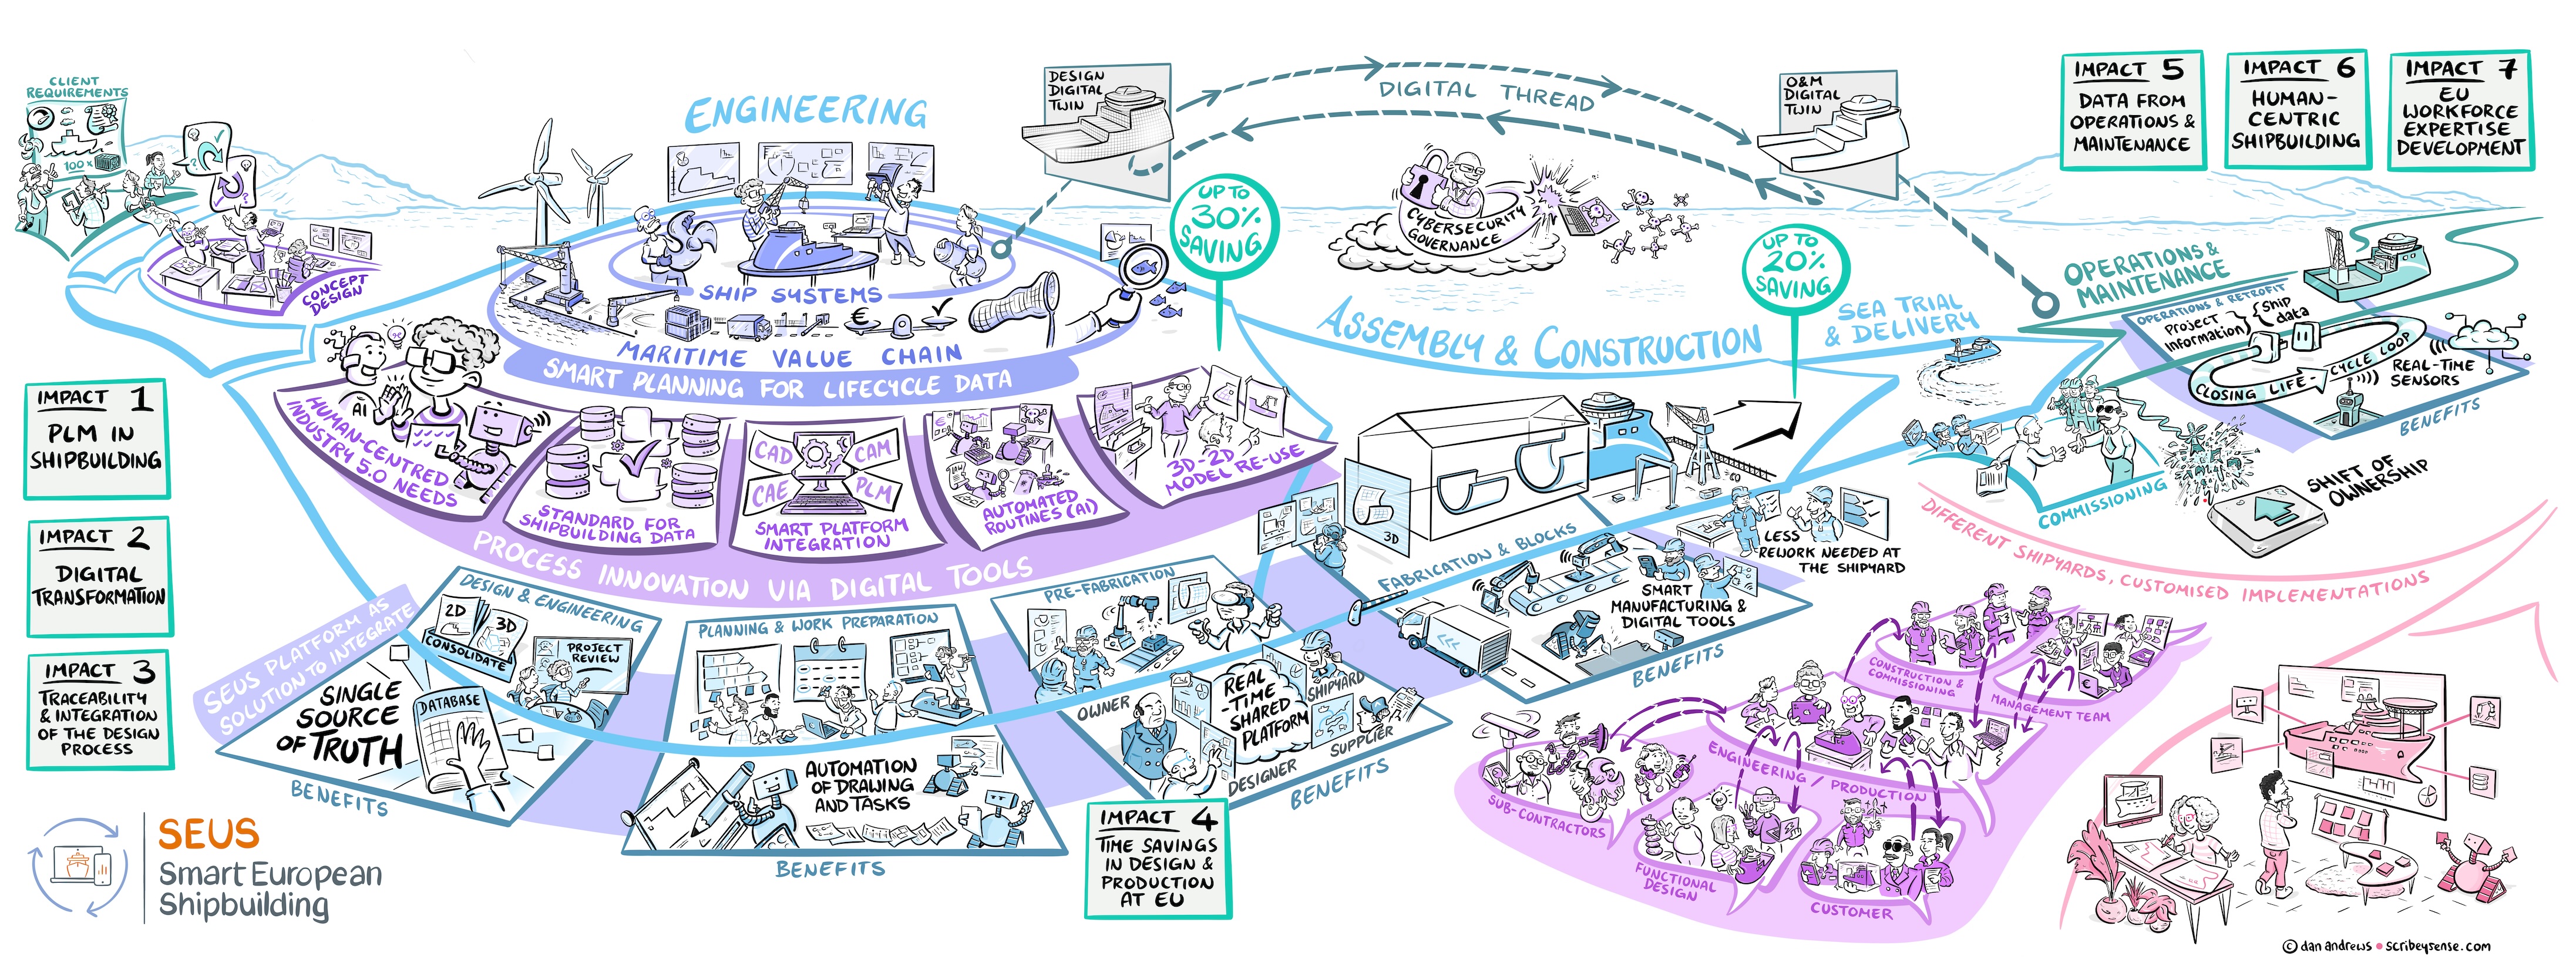 CLIENT
REQUIREMENTS
100 x
CONCEPT
DESIGN
ENGINEERING
SHIP SYSTEMS
€
MARITIME VALUE CHAIN
SMART PLANNING FOR LIFECYCLE DATA
DESIGN
DIGITAL
TWIN
DIGITAL THREAD
O&M
DIGITAL
TWIN
UP TO
30%
SAVING
CYBERSECURITY
GOVERNANCE
UP TO
20%
SAVING
IMPACT 5
DATA FROM
OPERATIONS &
MAINTENANCE
IMPACT 6
HUMAN-
CENTRIC
SHIPBUILDING
IMPACT 7
EU
WORKFORCE
EXPERTISE
DEVELOPMENT
ASSEMBLY & CONSTRUCTION
SEA TRIAL
& DELIVERY
OPERATIONS &
MAINTENANCE
OPERATIONS & RETROFIT
Project
Information
Ship
data
CLOSING LIFE-CYCLE LOOP
REAL-TIME
SENSORS
BENEFITS
COMMISSIONING
SHIFT OF
OWNERSHIP
IMPACT 1
PLM IN
SHIPBUILDING
IMPACT 2
DIGITAL
TRANSFORMATION
IMPACT 3
TRACEABILITY
& INTEGRATION
OF THE DESIGN
PROCESS
AI
HUMAN-CENTRED
INDUSTRY 5.0 NEEDS
STANDARD FOR
SHIPBUILDING DATA
CAD
CAM
CAE
PLM
SMART PLATFORM
INTEGRATION
AUTOMATED
ROUTINES (AI)
3D-2D
MODEL RE-USE
PROCESS INNOVATION VIA DIGITAL TOOLS
3D
FABRICATION & BLOCKS
LESS
REWORK NEEDED AT
THE SHIPYARD
SMART
MANUFACTURING &
DIGITAL TOOLS
BENEFITS
SEUS PLATFORM AS
SOLUTION TO INTEGRATE
DESIGN & ENGINEERING
2D
3D
CONSOLIDATE
PROJECT
REVIEW
SINGLE
SOURCE
OF TRUTH
DATABASE
BENEFITS
PLANNING & WORK PREPARATION
AUTOMATION
OF DRAWING
AND TASKS
BENEFITS
PRE-FABRICATION
OWNER
REAL
-TIME
SHARED
PLATFORM
SHIPYARD
SUPPLIER
DESIGNER
BENEFITS
IMPACT 4
TIME SAVINGS
IN DESIGN &
PRODUCTION
AT EU
DIFFERENT SHIPYARDS, CUSTOMISED IMPLEMENTATIONS
CONSTRUCTION &
COMMISSIONING
MANAGEMENT TEAM
€
ENGINEERING / PRODUCTION
SUB-CONTRACTORS
FUNCTIONAL
DESIGN
CUSTOMER
SEUS
Smart European
Shipbuilding
© dan andrews • scribeysense.com